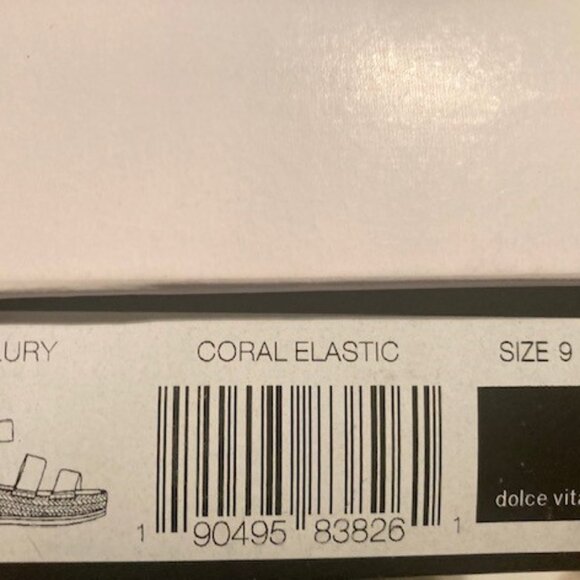 LURY CORAL ELASTIC SIZE 9
dolce vita
1 90495 83826 1